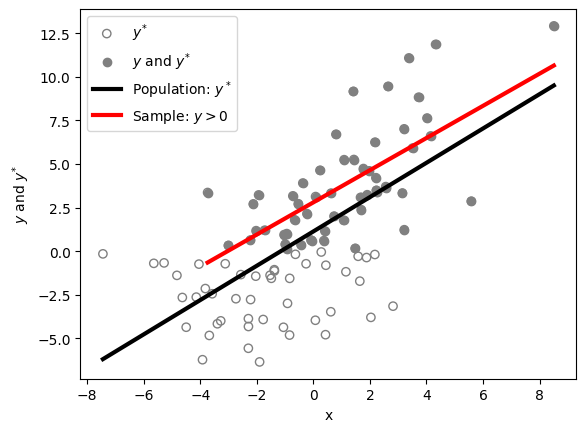 y*
y and y*
Population: y*
Sample: y > 0
y and y*
12.5
10.0
7.5
5.0
2.5
0.0
−2.5
−5.0
−8 −6 −4 −2 0 2 4 6 8
x